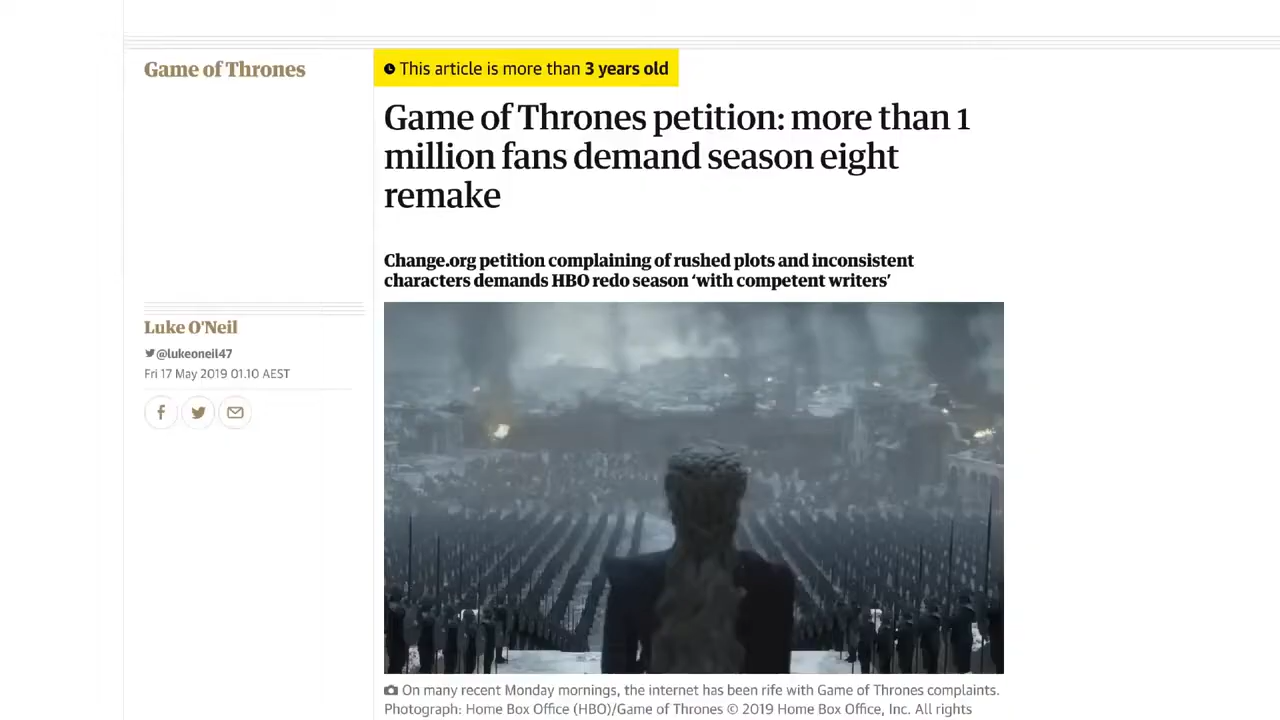 Game of Thrones
This article is more than 3 years old
Game of Thrones petition: more than 1
million fans demand season eight
remake
Change.org petition complaining of rushed plots and inconsistent
characters demands HBO redo season ‘with competent writers’
Luke O'Neil
@lukeoneil47
Fri 17 May 2019 01.10 AEST
On many recent Monday mornings, the internet has been rife with Game of Thrones complaints.
Photograph: Home Box Office (HBO)/Game of Thrones © 2019 Home Box Office, Inc. All rights